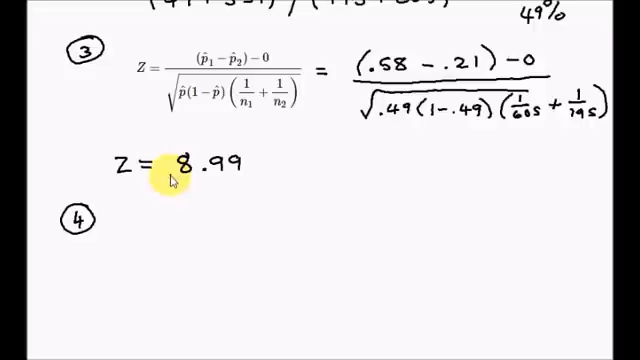 49%
③ Z = (p̂₁ − p̂₂) − 0 / √(p̂(1 − p̂)(1/n₁ + 1/n₂)) = (.58 - .21) - 0 / √(.49(1-.49)(1/605 + 1/195))
Z = 8.99
④